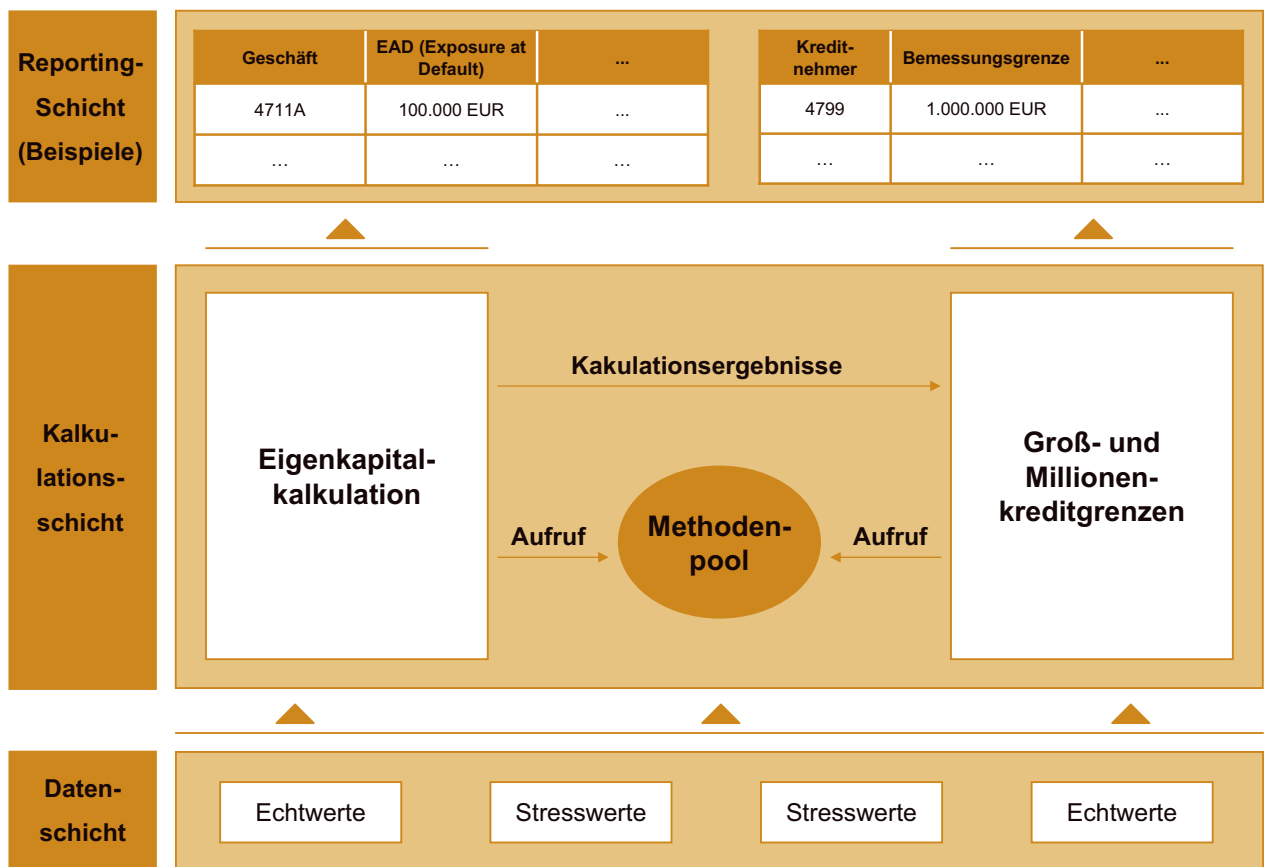 Reporting-
Schicht
(Beispiele)
Geschäft
EAD (Exposure at
Default)
...
4711A
100.000 EUR
...
...
...
...
Kredit-
nehmer
Bemessungsgrenze
...
4799
1.000.000 EUR
...
...
...
...
Kalku-
lations-
schicht
Eigenkapital-
kalkulation
Kakulationsergebnisse
Aufruf
Methoden-
pool
Aufruf
Groß- und
Millionen-
kreditgrenzen
Daten-
schicht
Echtwerte
Stresswerte
Stresswerte
Echtwerte